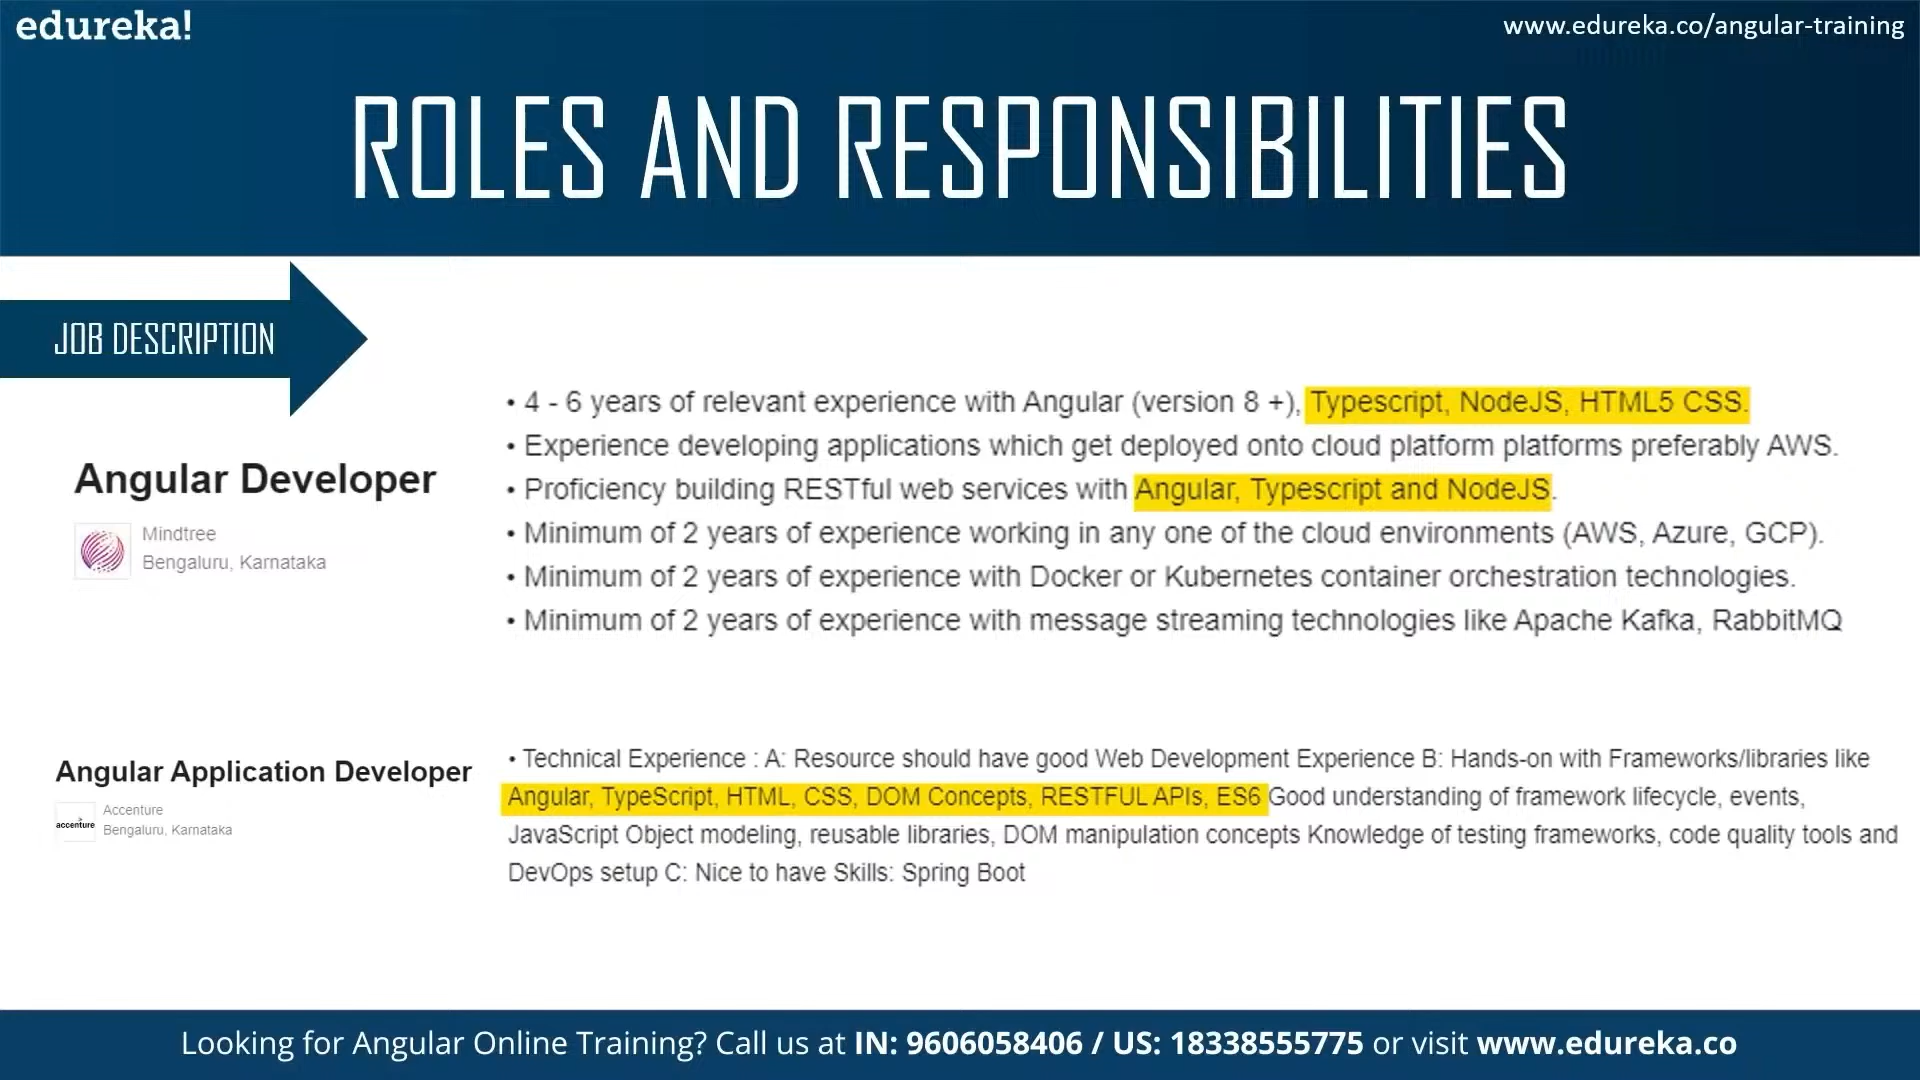 edureka!
www.edureka.co/angular-training
ROLES AND RESPONSIBILITIES
JOB DESCRIPTION
Angular Developer
Mindtree
Bengaluru, Karnataka
• 4 - 6 years of relevant experience with Angular (version 8 +), Typescript, NodeJS, HTML5 CSS.
• Experience developing applications which get deployed onto cloud platform platforms preferably AWS.
• Proficiency building RESTful web services with Angular, Typescript and NodeJS.
• Minimum of 2 years of experience working in any one of the cloud environments (AWS, Azure, GCP).
• Minimum of 2 years of experience with Docker or Kubernetes container orchestration technologies.
• Minimum of 2 years of experience with message streaming technologies like Apache Kafka, RabbitMQ
Angular Application Developer
accenture
Accenture
Bengaluru, Karnataka
• Technical Experience : A: Resource should have good Web Development Experience B: Hands-on with Frameworks/libraries like
Angular, TypeScript, HTML, CSS, DOM Concepts, RESTFUL APIs, ES6 Good understanding of framework lifecycle, events,
JavaScript Object modeling, reusable libraries, DOM manipulation concepts Knowledge of testing frameworks, code quality tools and
DevOps setup C: Nice to have Skills: Spring Boot
Looking for Angular Online Training? Call us at IN: 9606058406 / US: 18338555775 or visit www.edureka.co